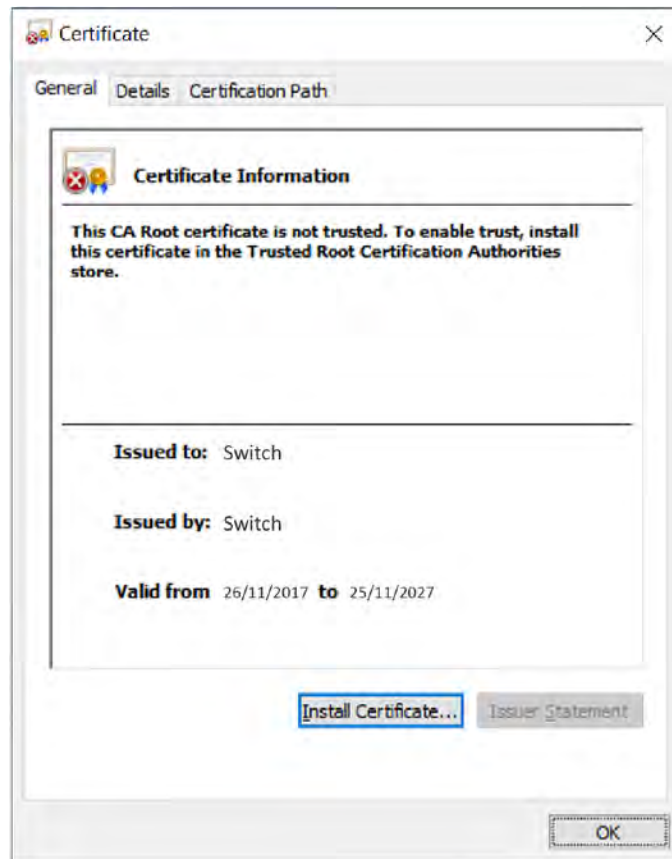 Certificate
General Details Certification Path
Certificate Information
This CA Root certificate is not trusted. To enable trust, install
this certificate in the Trusted Root Certification Authorities
store.
Issued to: Switch
Issued by: Switch
Valid from 26/11/2017 to 25/11/2027
Install Certificate... Issuer Statement
OK